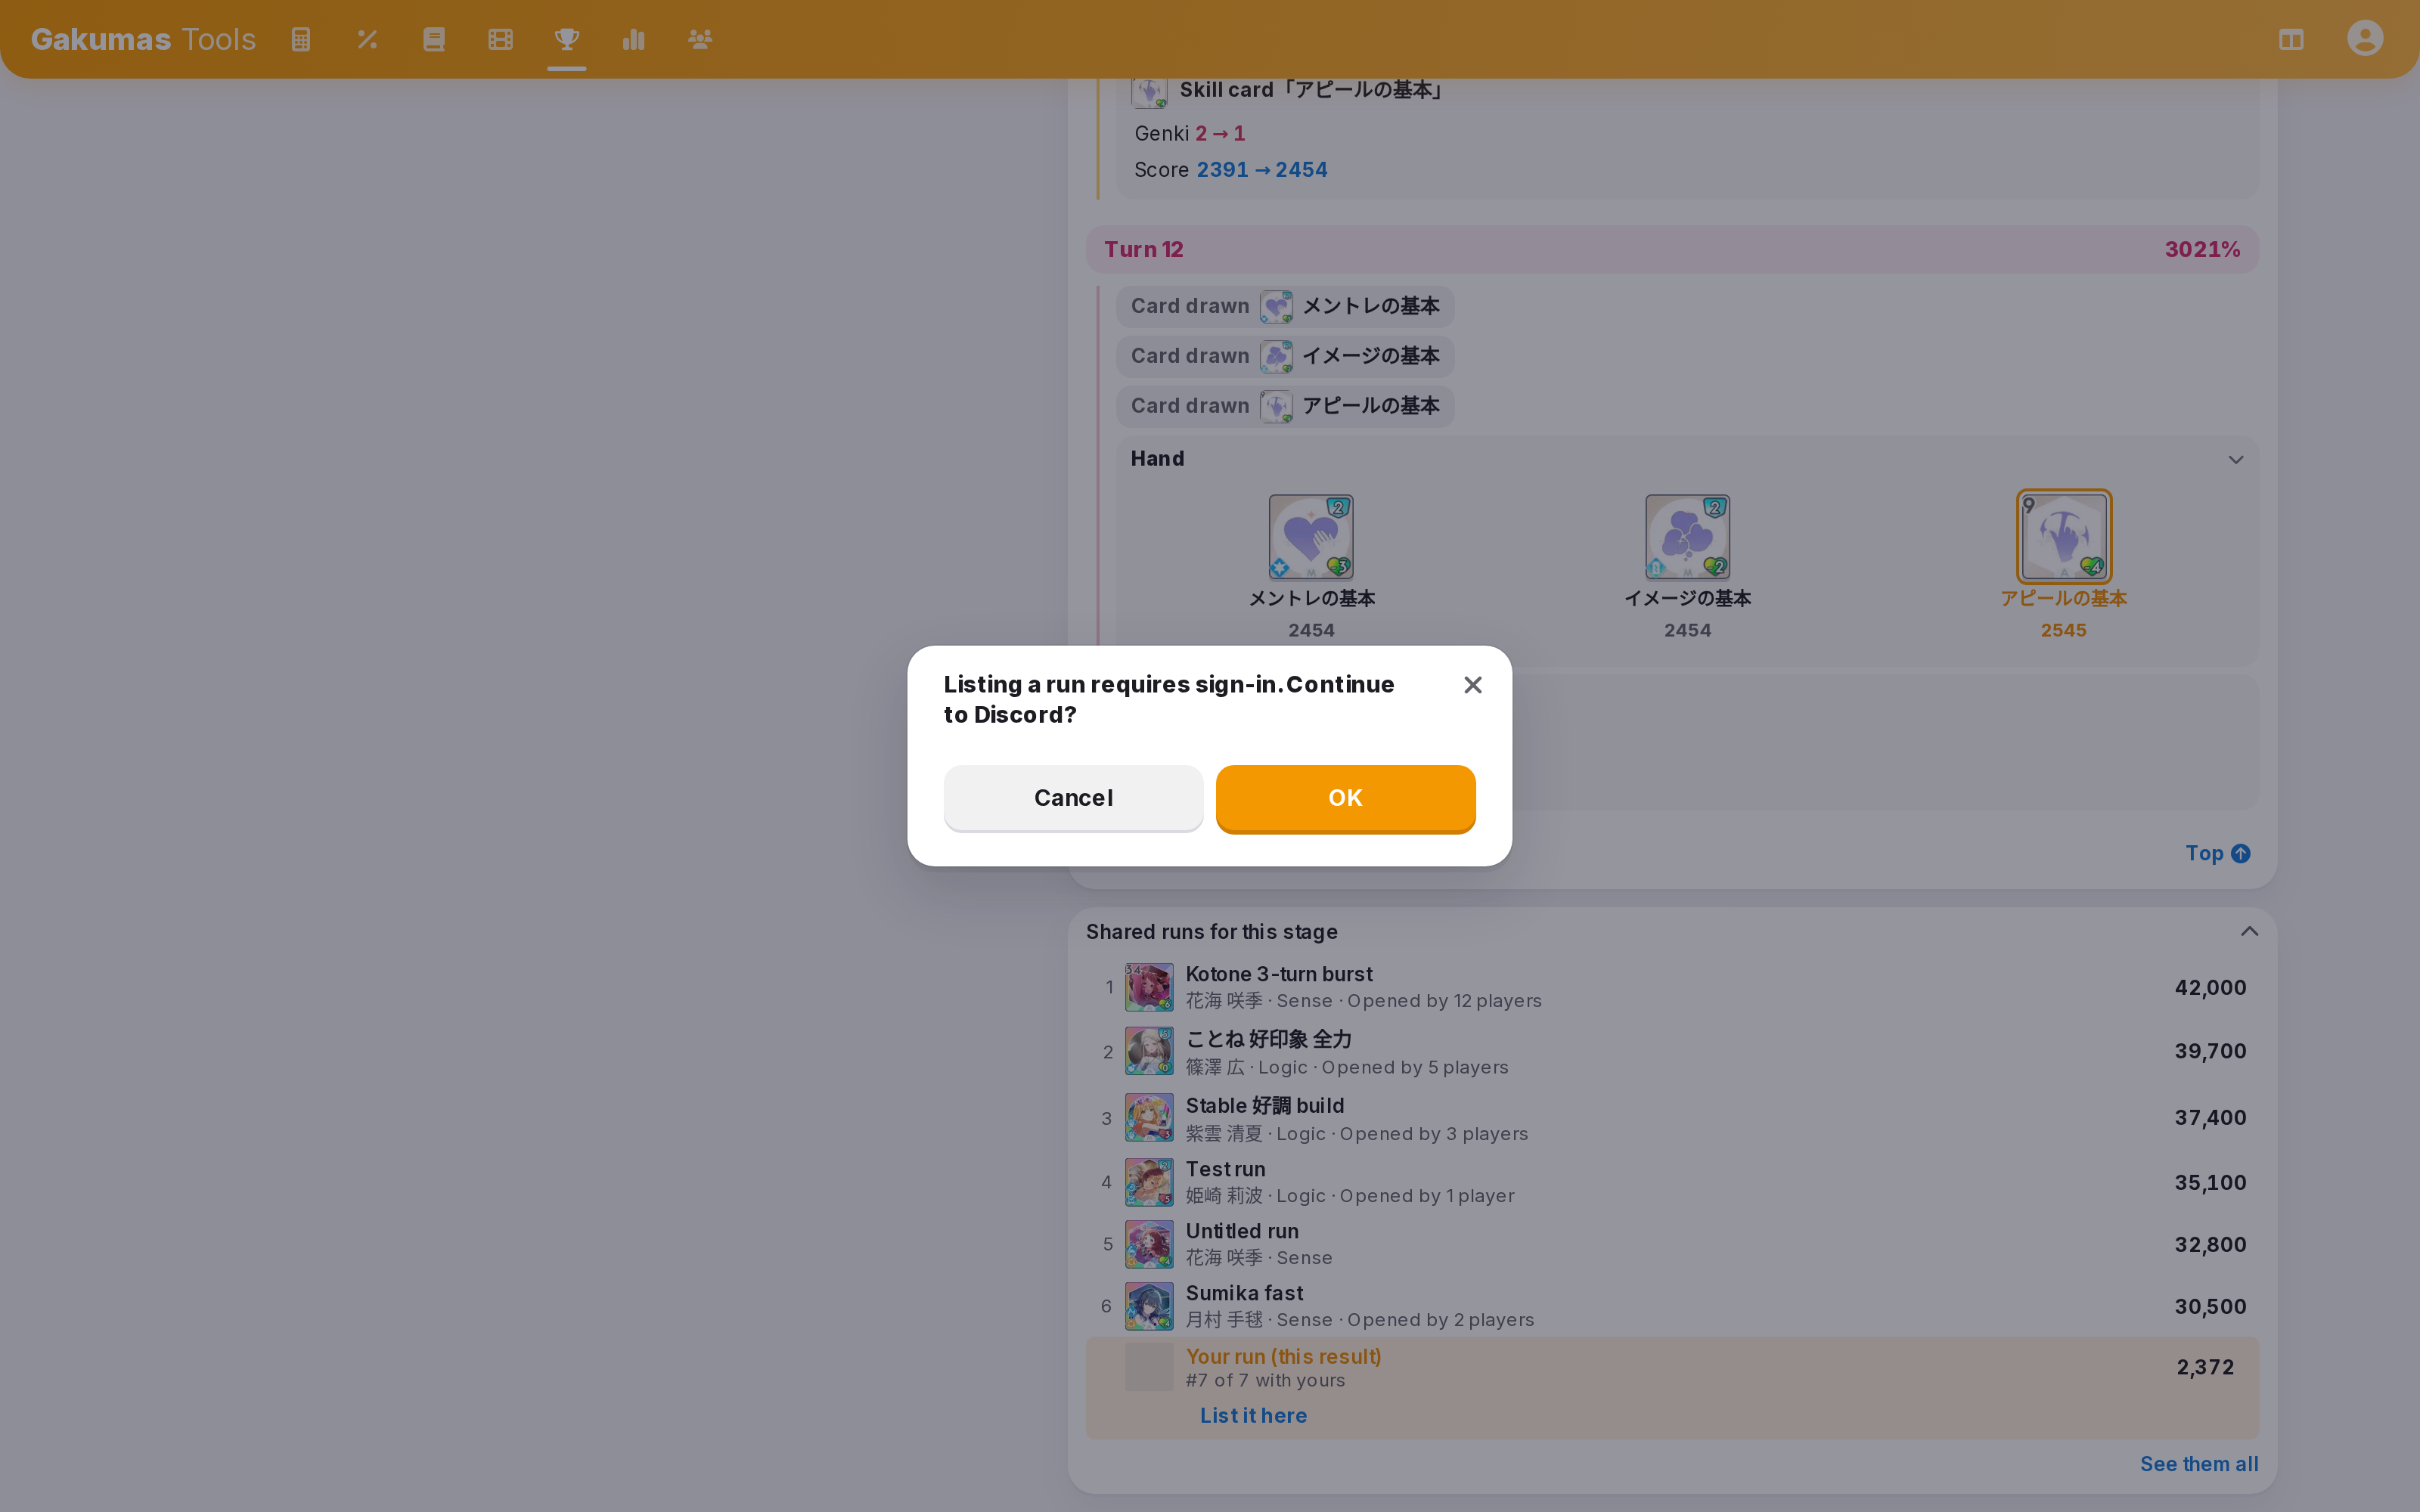 Gakumas Tools
Skill card「アピールの基本」
Genki 2 → 1
Score 2391 → 2454
Turn 12 3021%
Card drawn メントレの基本
Card drawn イメージの基本
Card drawn アピールの基本
Hand
2 3 M
2 2 M
9 4 A
メントレの基本 イメージの基本 アピールの基本
2454 2454 2545
Listing a run requires sign-in. Continue
to Discord?
Cancel OK
Top
Shared runs for this stage
1 Kotone 3-turn burst 42,000
花海 咲季 · Sense · Opened by 12 players
2 ことね 好印象 全力 39,700
篠澤 広 · Logic · Opened by 5 players
3 Stable 好調 build 37,400
紫雲 清夏 · Logic · Opened by 3 players
4 Test run 35,100
姫崎 莉波 · Logic · Opened by 1 player
5 Untitled run 32,800
花海 咲季 · Sense
6 Sumika fast 30,500
月村 手毬 · Sense · Opened by 2 players
Your run (this result) 2,372
#7 of 7 with yours
List it here
See them all